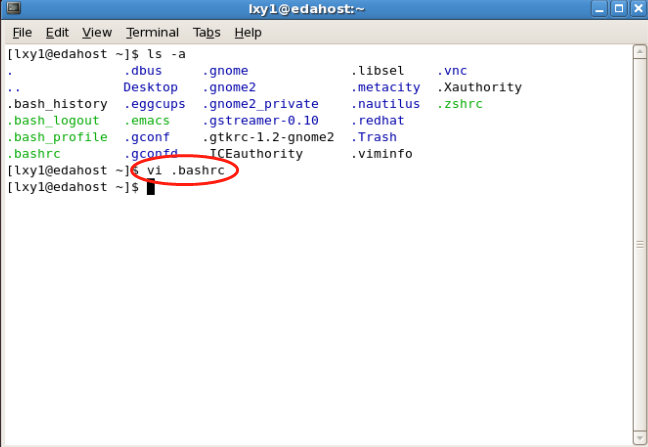 lxy1@edahost:~
File Edit View Terminal Tabs Help
[lxy1@edahost ~]$ ls -a
. .dbus .gnome .libsel .vnc
.. Desktop .gnome2 .metacity .Xauthority
.bash_history .eggcups .gnome2_private .nautilus .zshrc
.bash_logout .emacs .gstreamer-0.10 .redhat
.bash_profile .gconf .gtkrc-1.2-gnome2 .Trash
.bashrc .gconfd .ICEauthority .viminfo
[lxy1@edahost ~]$ vi .bashrc
[lxy1@edahost ~]$